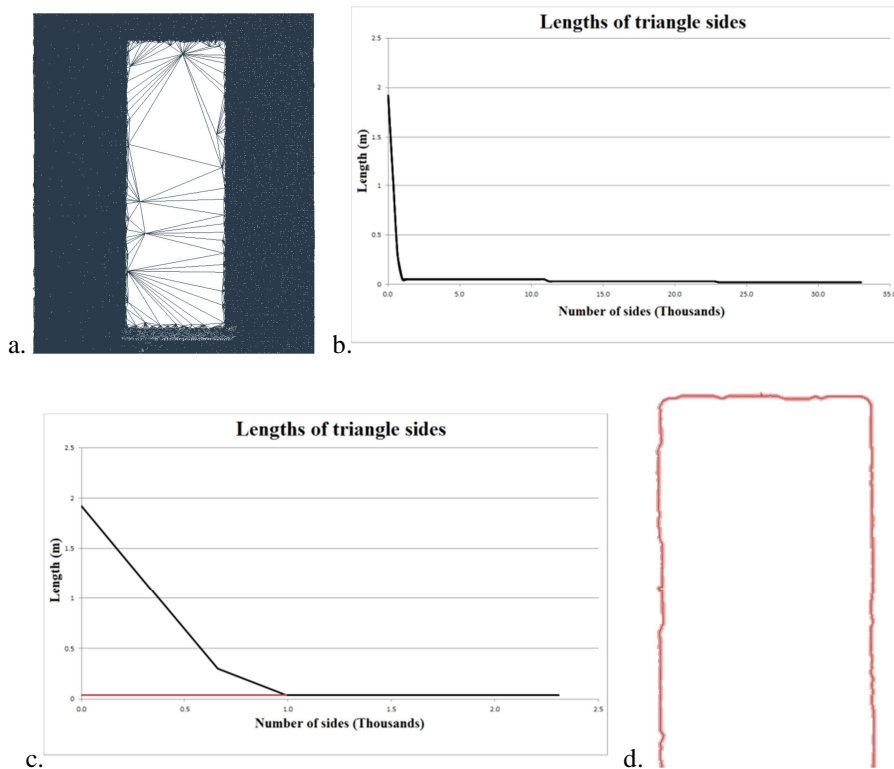 a.
b.
Lengths of triangle sides
2.5
2
1.5
1
0.5
0
Length (m)
0.0 5.0 10.0 15.0 20.0 25.0 30.0 35.0
Number of sides (Thousands)
c.
Lengths of triangle sides
2.5
2
1.5
1
0.5
0
Length (m)
0.0 0.5 1.0 1.5 2.0 2.5
Number of sides (Thousands)
d.